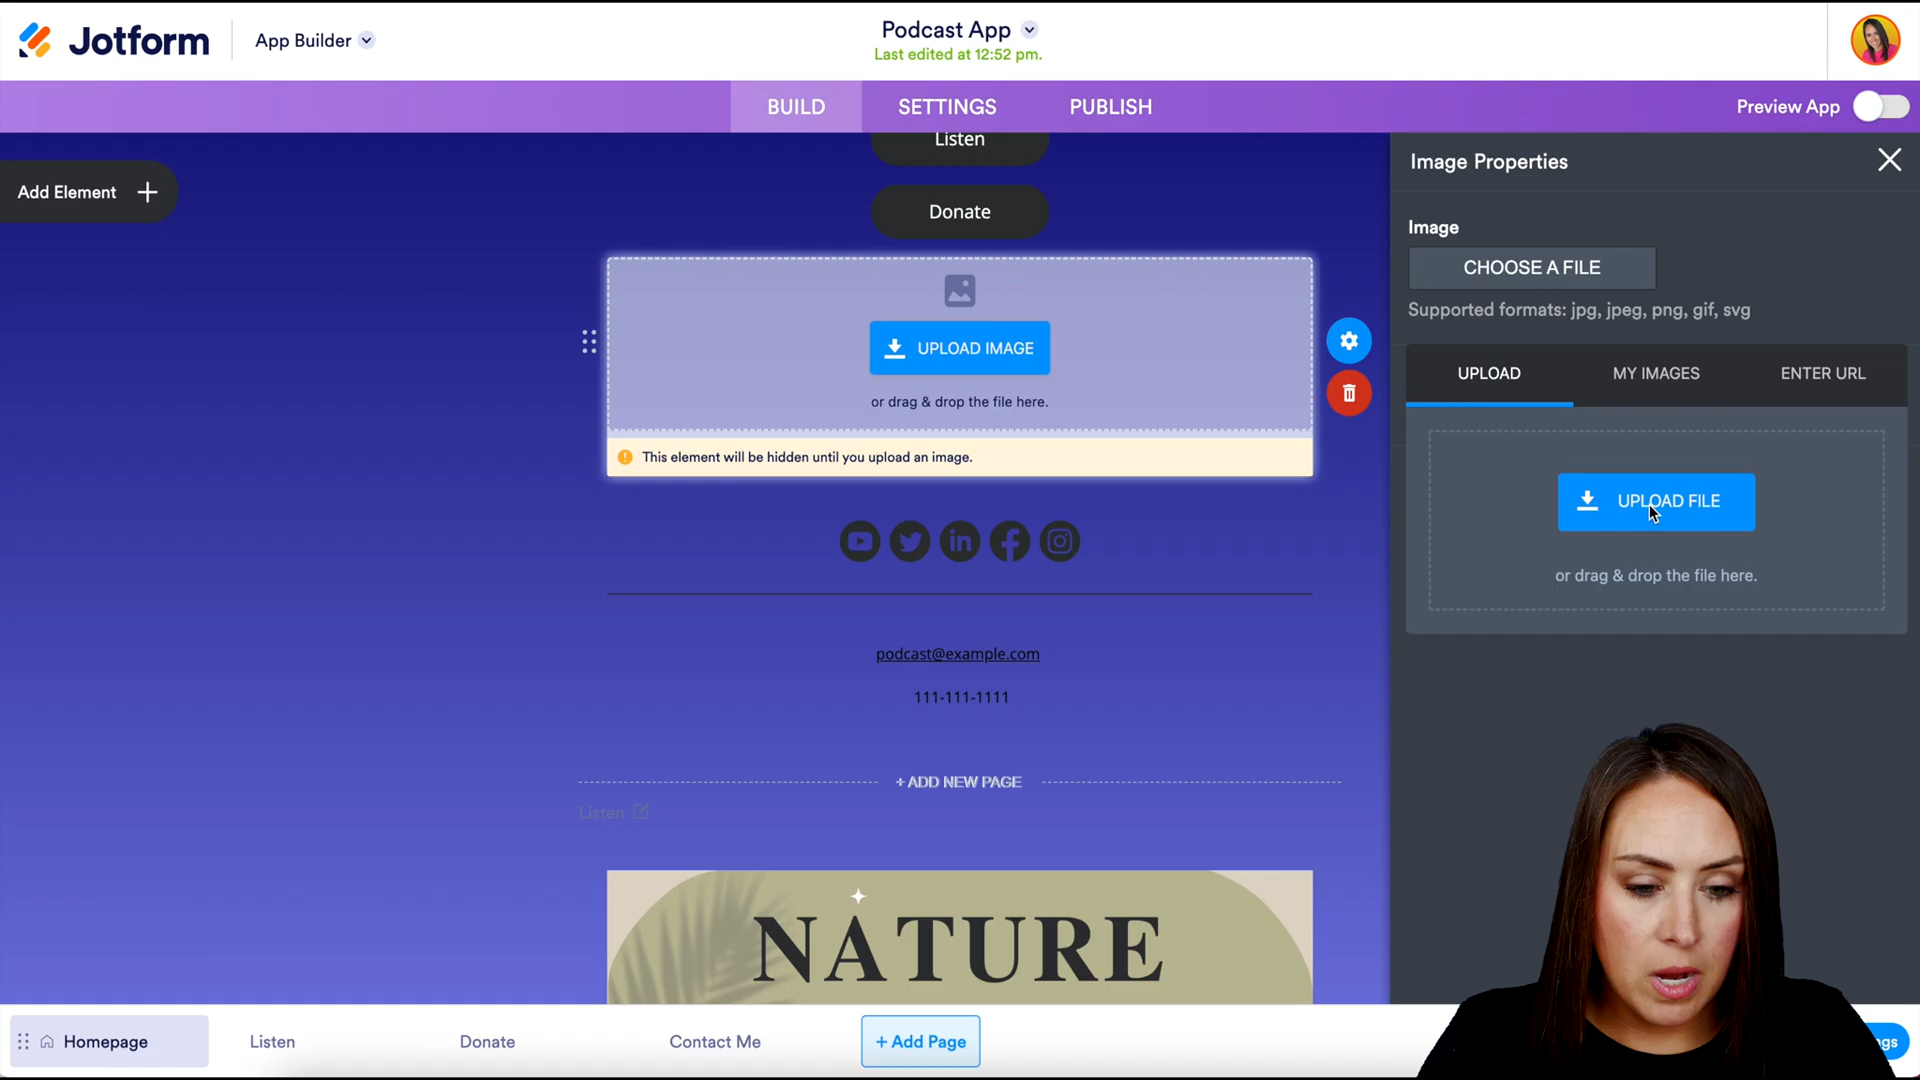 Jotform
App Builder
Podcast App
Last edited at 12:52 pm.
BUILD
SETTINGS
PUBLISH
Preview App
Add Element +
Listen
Donate
UPLOAD IMAGE
or drag & drop the file here.
This element will be hidden until you upload an image.
podcast@example.com
111-111-1111
+ ADD NEW PAGE
Listen
NATURE
Image Properties
Image
CHOOSE A FILE
Supported formats: jpg, jpeg, png, gif, svg
UPLOAD
MY IMAGES
ENTER URL
UPLOAD FILE
or drag & drop the file here.
Homepage
Listen
Donate
Contact Me
+ Add Page